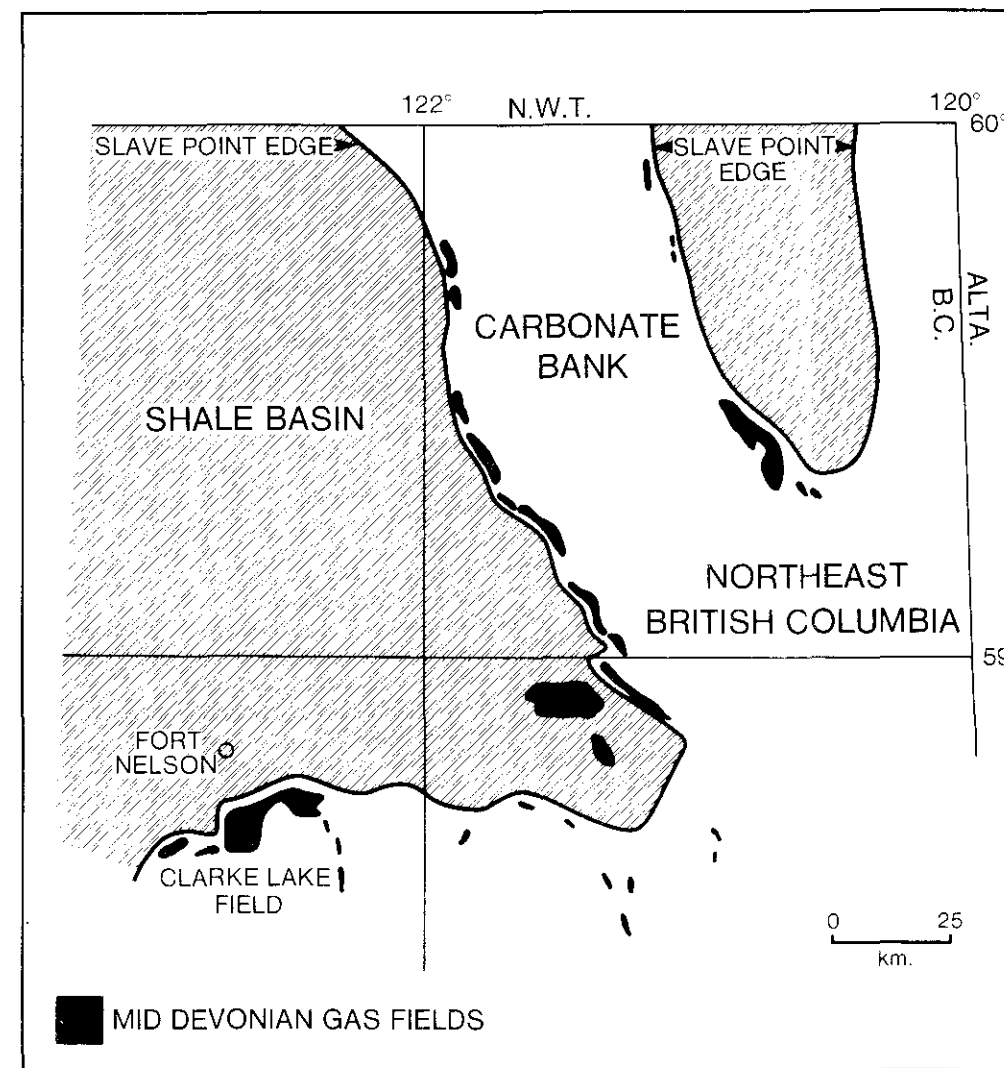 122°
N.W.T.
120°
60°
SLAVE POINT EDGE
SLAVE POINT
EDGE
ALTA.
B.C.
CARBONATE
BANK
SHALE BASIN
NORTHEAST
BRITISH COLUMBIA
59
FORT
NELSON
CLARKE LAKE
FIELD
0 25
km.
MID DEVONIAN GAS FIELDS